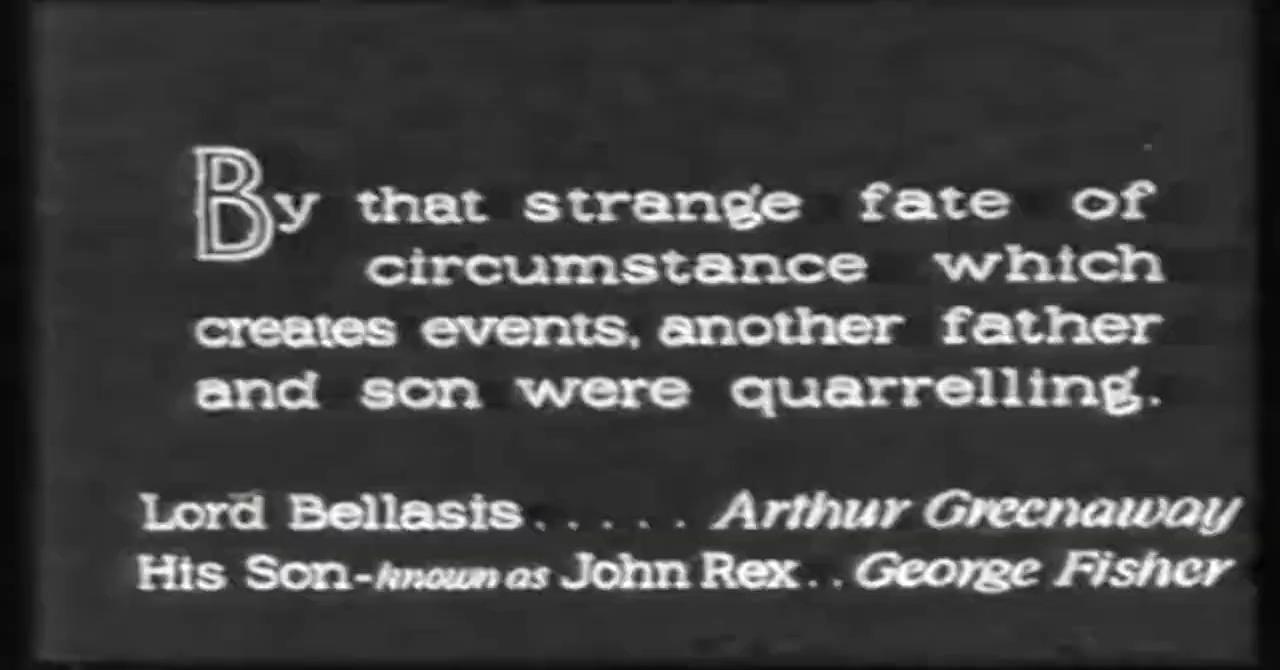 By that strange fate of
circumstance which
creates events, another father
and son were quarrelling.
Lord Bellasis..... Arthur Greenaway
His Son-known as John Rex.. George Fisher